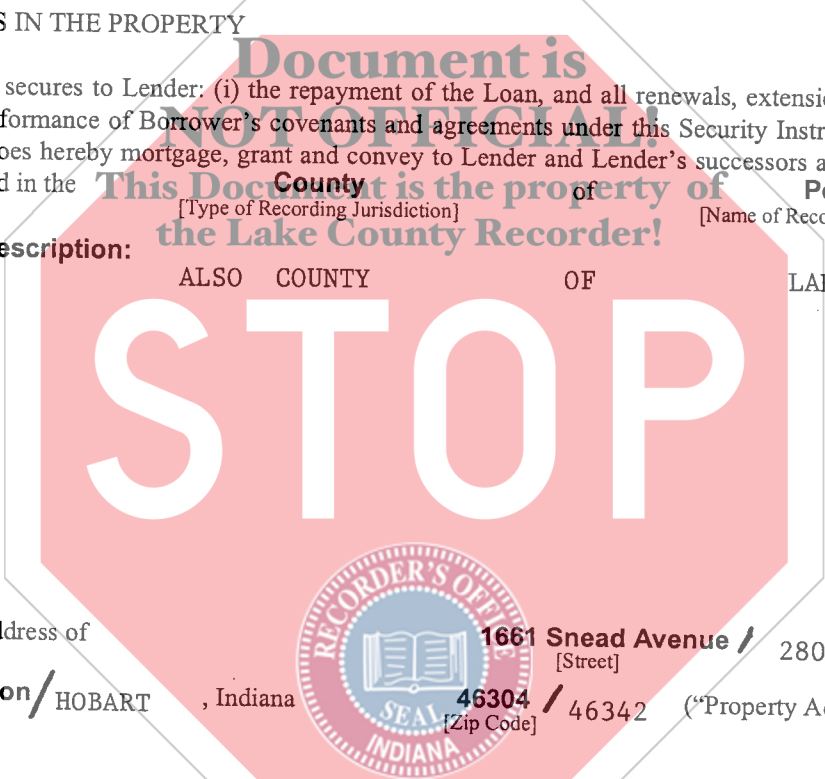 S IN THE PROPERTY
Document is
secures to Lender: (i) the repayment of the Loan, and all renewals, extensi
NOT OFFICIAL!
formance of Borrower's covenants and agreements under this Security Instr
oes hereby mortgage, grant and convey to Lender and Lender's successors a
d in the County of P
This Document is the property of
[Type of Recording Jurisdiction] [Name of Reco
the Lake County Recorder!
escription:
ALSO COUNTY OF LA
STOP
RECORDER'S OFFICE
ddress of 1661 Snead Avenue / 280
[Street]
on/HOBART , Indiana 46304 / 46342 ("Property A
SEAL
[Zip Code]
INDIANA